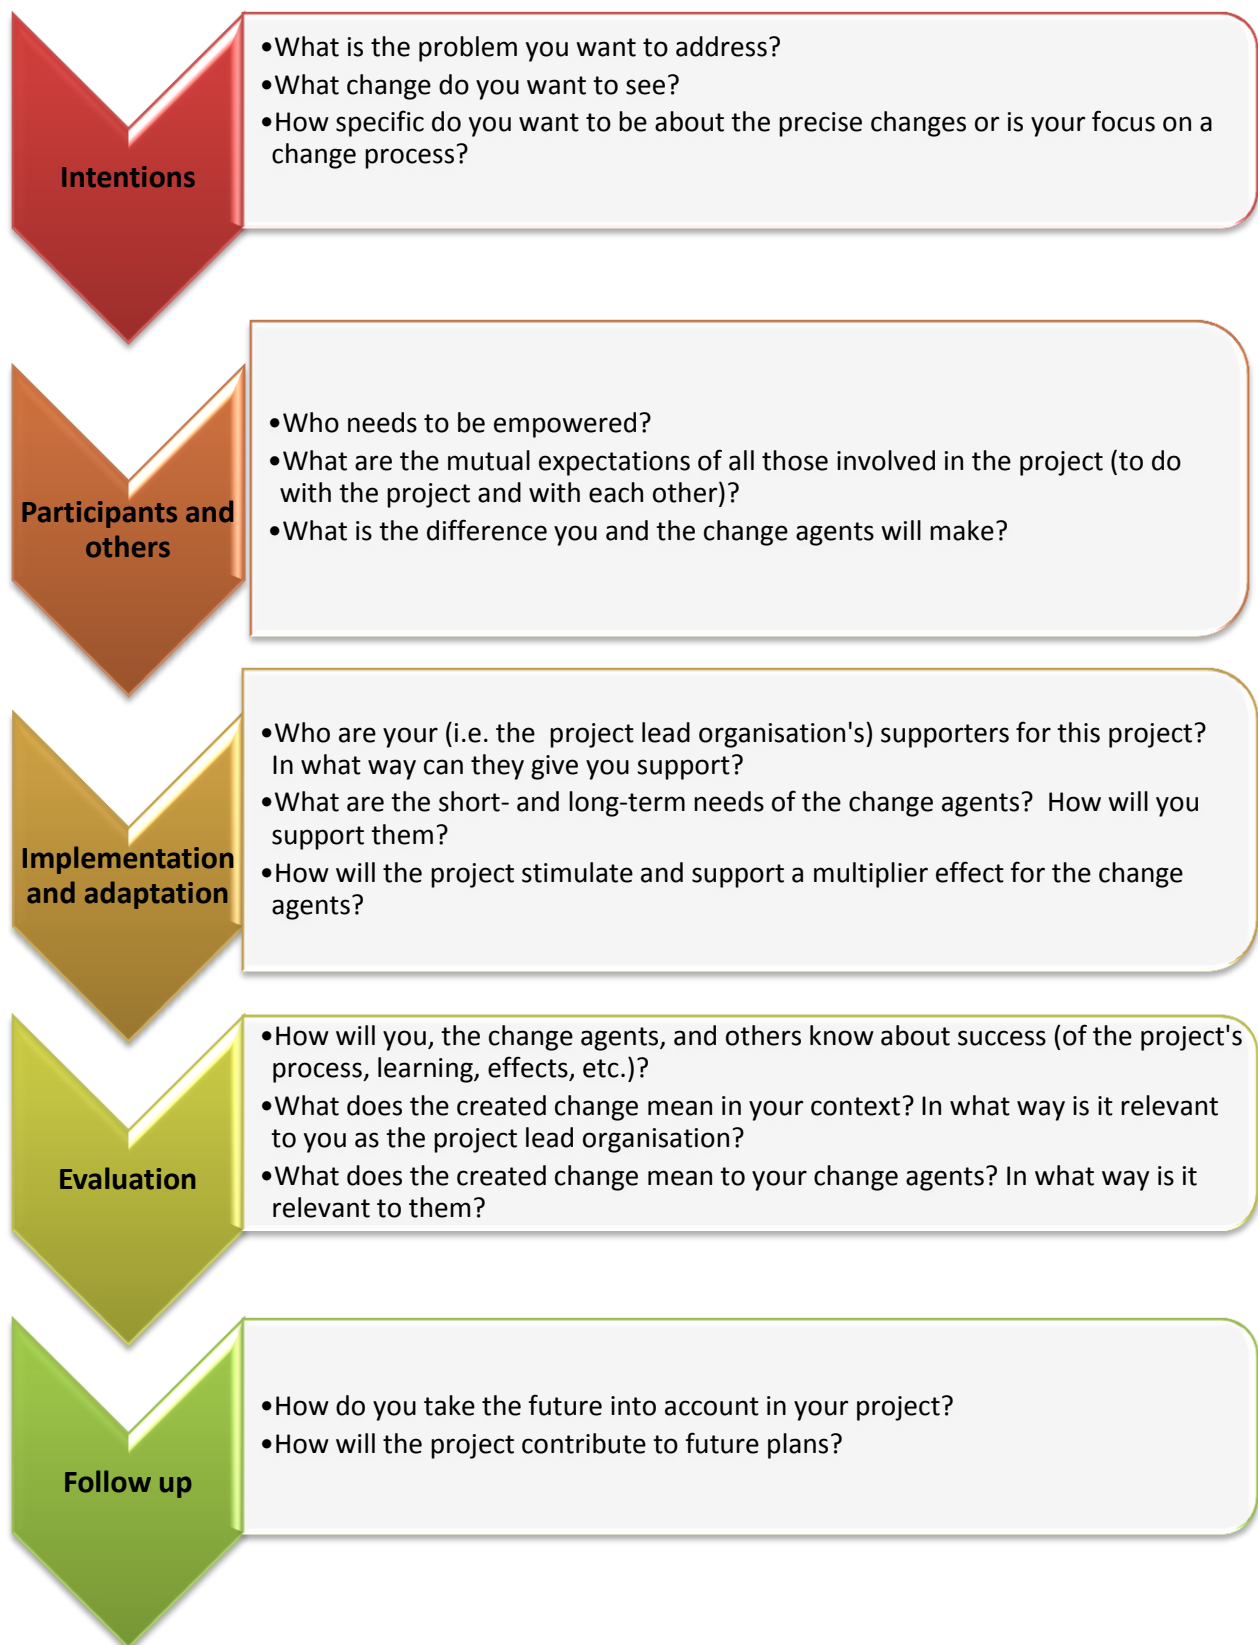 •What is the problem you want to address?
•What change do you want to see?
•How specific do you want to be about the precise changes or is your focus on a
change process?
Intentions
•Who needs to be empowered?
•What are the mutual expectations of all those involved in the project (to do
with the project and with each other)?
•What is the difference you and the change agents will make?
Participants and
others
•Who are your (i.e. the  project lead organisation's) supporters for this project?
In what way can they give you support?
•What are the short- and long-term needs of the change agents?  How will you
support them?
•How will the project stimulate and support a multiplier effect for the change
agents?
Implementation
and adaptation
•How will you, the change agents, and others know about success (of the project's
process, learning, effects, etc.)?
•What does the created change mean in your context? In what way is it relevant
to you as the project lead organisation?
•What does the created change mean to your change agents? In what way is it
relevant to them?
Evaluation
•How do you take the future into account in your project?
•How will the project contribute to future plans?
Follow up